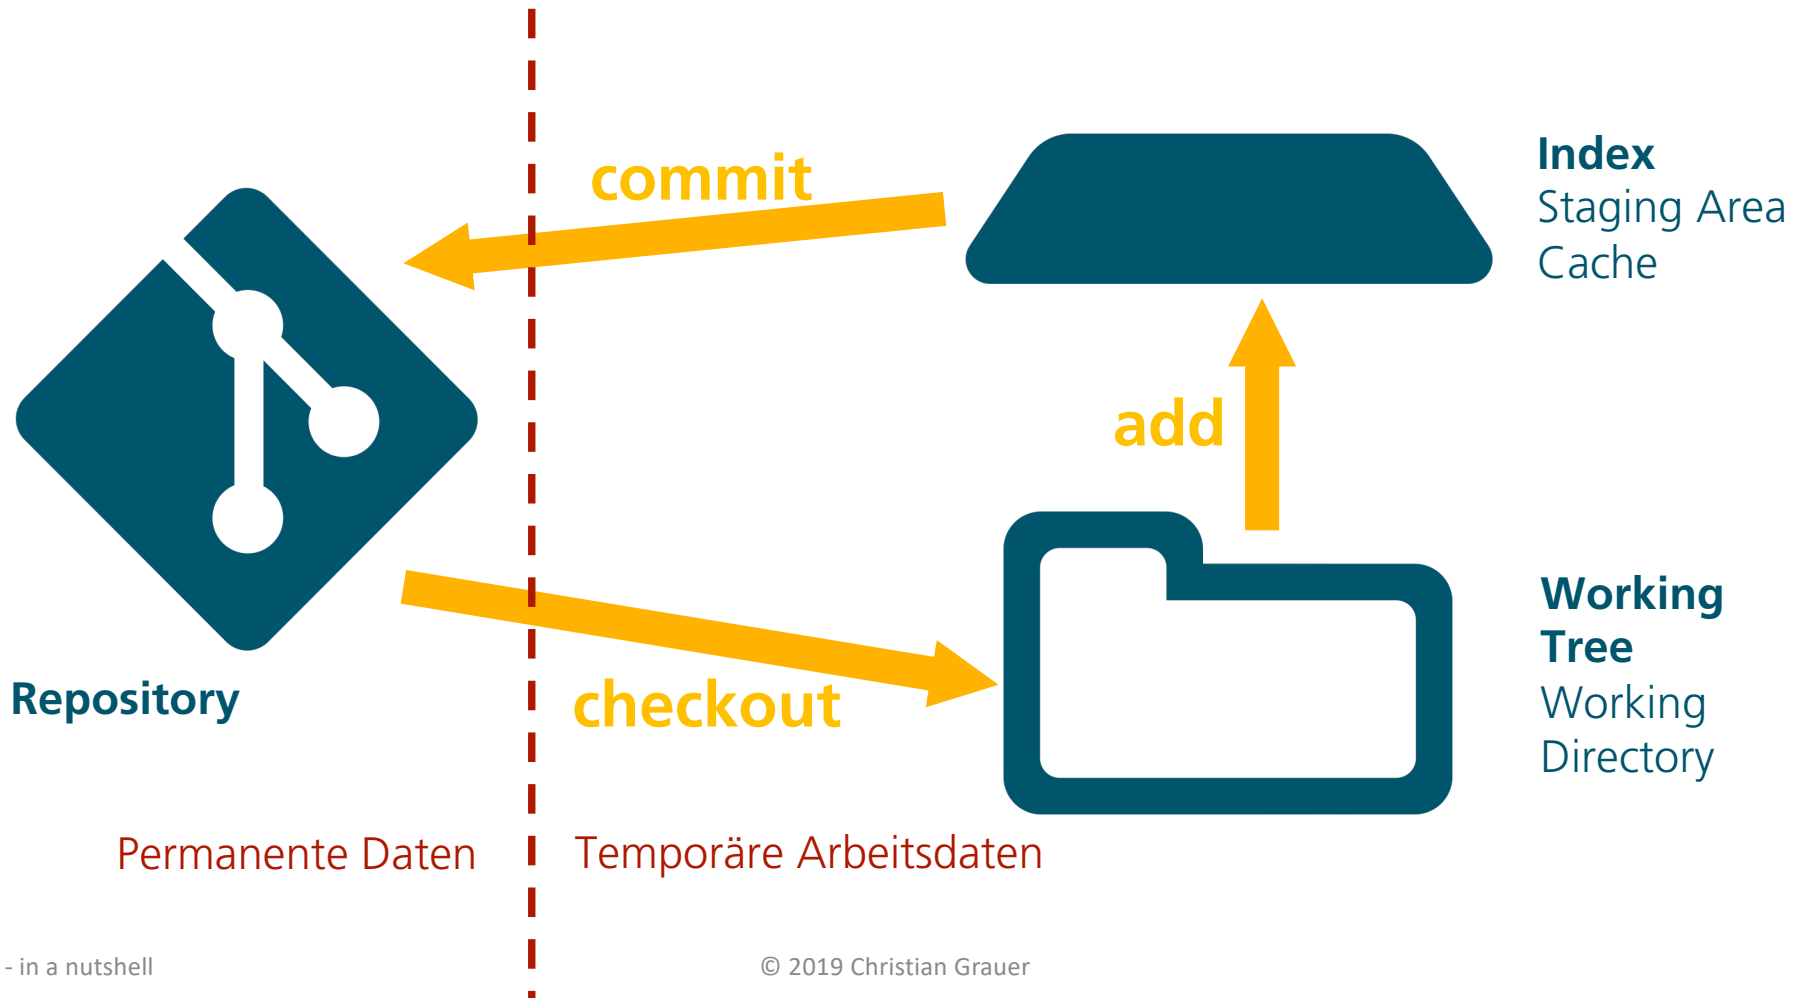 commit
Index
Staging Area
Cache
add
Working
Tree
Working
Directory
Repository
checkout
Permanente Daten
Temporäre Arbeitsdaten
- in a nutshell
© 2019 Christian Grauer